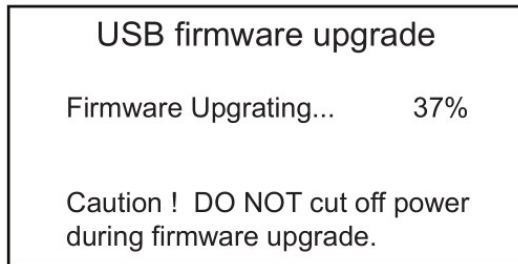 USB firmware upgrade
Firmware Upgrating... 37%
Caution ! DO NOT cut off power
during firmware upgrade.